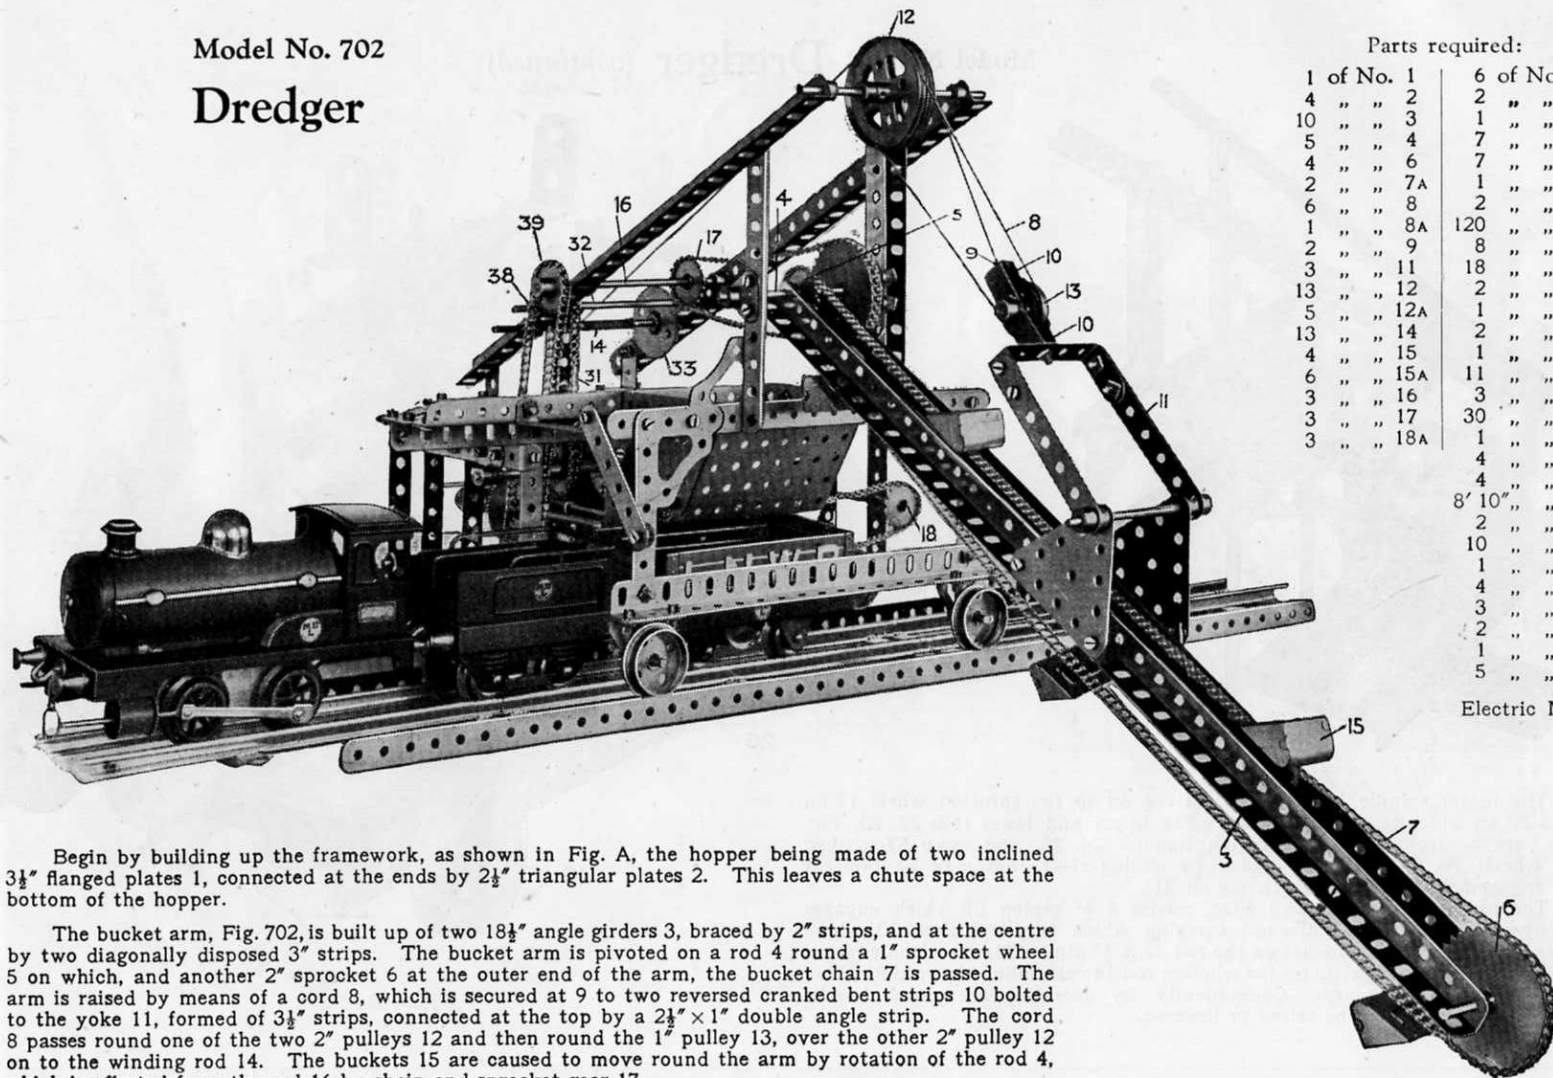 Model No. 702
Dredger
12
16
39
32
38
17
4
5
8
9
10
13
10
14
33
31
11
18
15
7
3
6
Parts required:
1 of No. 1 6 of No
4 „ „ 2 2 „ „
10 „ „ 3 1 „ „
5 „ „ 4 7 „ „
4 „ „ 6 7 „ „
2 „ „ 7A 1 „ „
6 „ „ 8 2 „ „
1 „ „ 8A 120 „ „
2 „ „ 9 8 „ „
3 „ „ 11 18 „ „
13 „ „ 12 2 „ „
5 „ „ 12A 1 „ „
13 „ „ 14 2 „ „
4 „ „ 15 1 „ „
6 „ „ 15A 11 „ „
3 „ „ 16 3 „ „
3 „ „ 17 30 „ „
3 „ „ 18A 1 „ „
4 „ „
4 „ „
8′ 10″ „ „
2 „ „
10 „ „
1 „ „
4 „ „
3 „ „
2 „ „
1 „ „
5 „ „
Electric
Begin by building up the framework, as shown in Fig. A, the hopper being made of two inclined
3½″ flanged plates 1, connected at the ends by 2½″ triangular plates 2. This leaves a chute space at the
bottom of the hopper.
The bucket arm, Fig. 702, is built up of two 18½″ angle girders 3, braced by 2″ strips, and at the centre
by two diagonally disposed 3″ strips. The bucket arm is pivoted on a rod 4 round a 1″ sprocket wheel
5 on which, and another 2″ sprocket 6 at the outer end of the arm, the bucket chain 7 is passed. The
arm is raised by means of a cord 8, which is secured at 9 to two reversed cranked bent strips 10 bolted
to the yoke 11, formed of 3½″ strips, connected at the top by a 2½″ × 1″ double angle strip. The cord
8 passes round one of the two 2″ pulleys 12 and then round the 1″ pulley 13, over the other 2″ pulley 12
on to the winding rod 14. The buckets 15 are caused to move round the arm by rotation of the rod 4,
which is effected from the rod 16 by chain and sprocket gear 17.